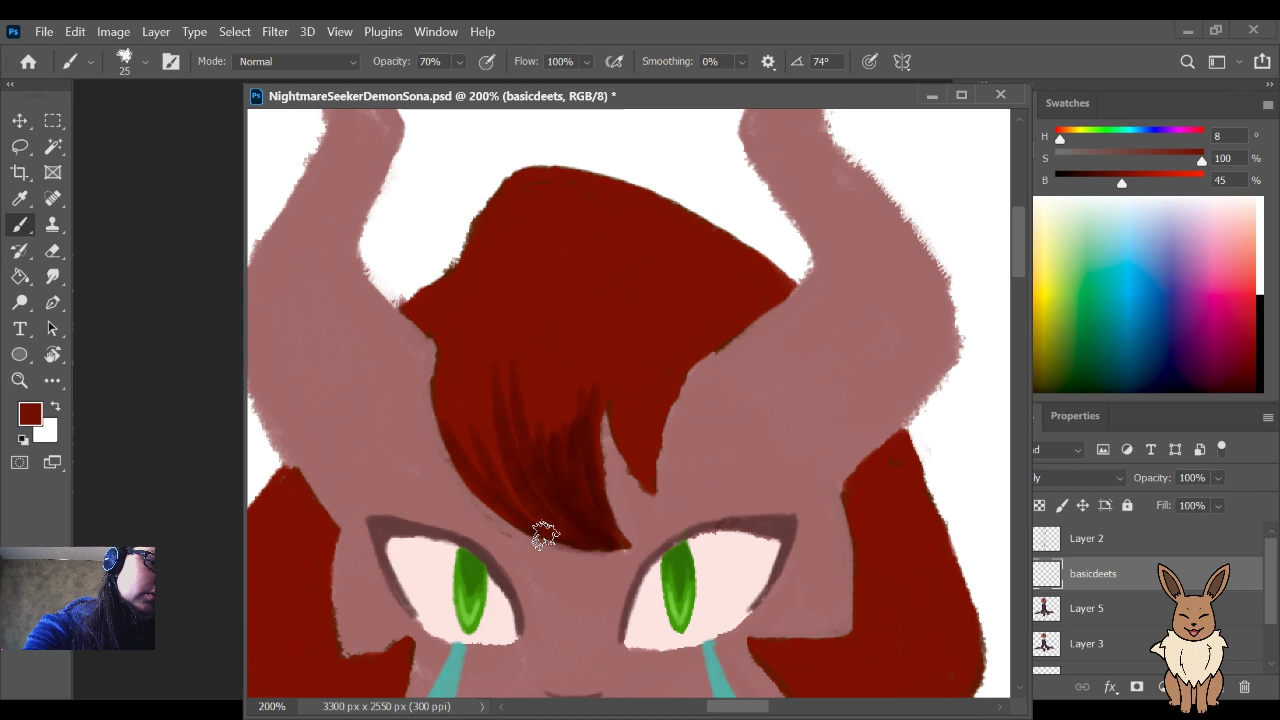 Ps File Edit Image Layer Type Select Filter 3D View Plugins Window Help
25 Mode: Normal Opacity: 70% Flow: 100% Smoothing: 0% 74°
Ps NightmareSeekerDemonSona.psd @ 200% (basicdeets, RGB/8) *
Swatches
H 8 °
S 100 %
B 45 %
Properties
Opacity: 100%
Fill: 100%
Layer 2
basicdeets
Layer 5
Layer 3
200% 3300 px x 2550 px (300 ppi)